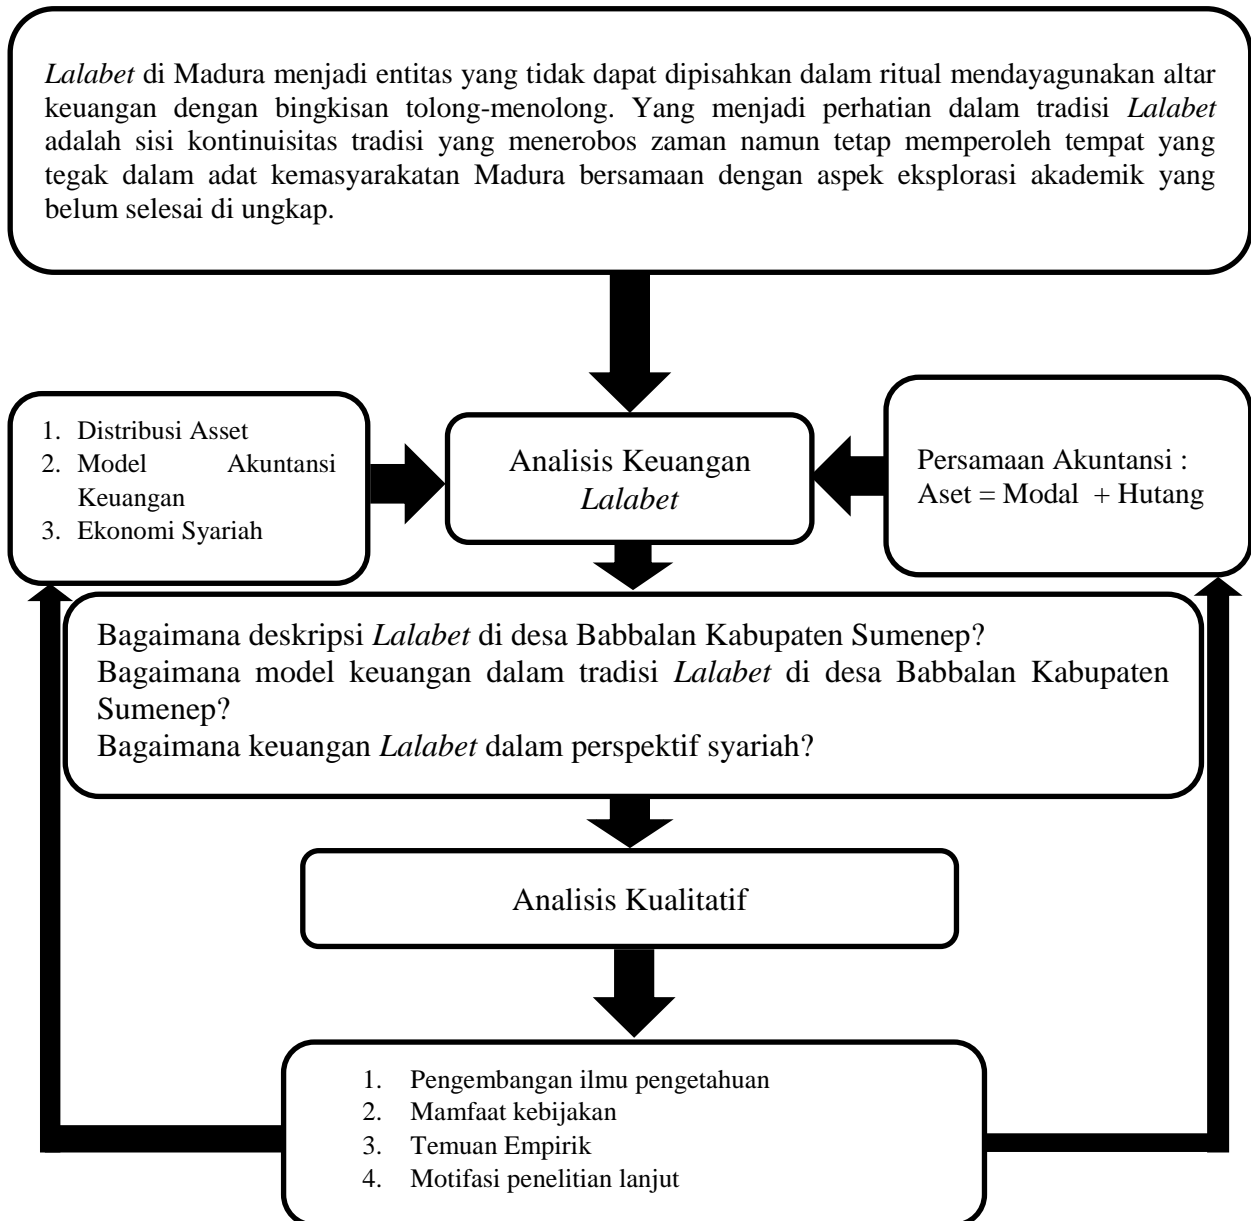 Lalabet di Madura menjadi entitas yang tidak dapat dipisahkan dalam ritual mendayagunakan altar
keuangan dengan bingkisan tolong-menolong. Yang menjadi perhatian dalam tradisi Lalabet
adalah sisi kontinuisitas tradisi yang menerobos zaman namun tetap memperoleh tempat yang
tegak dalam adat kemasyarakatan Madura bersamaan dengan aspek eksplorasi akademik yang
belum selesai di ungkap.
1. Distribusi Asset
2. Model Akuntansi
Keuangan
3. Ekonomi Syariah
Analisis Keuangan
Lalabet
Persamaan Akuntansi :
Aset = Modal + Hutang
Bagaimana deskripsi Lalabet di desa Babbalan Kabupaten Sumenep?
Bagaimana model keuangan dalam tradisi Lalabet di desa Babbalan Kabupaten
Sumenep?
Bagaimana keuangan Lalabet dalam perspektif syariah?
Analisis Kualitatif
1. Pengembangan ilmu pengetahuan
2. Mamfaat kebijakan
3. Temuan Empirik
4. Motifasi penelitian lanjut